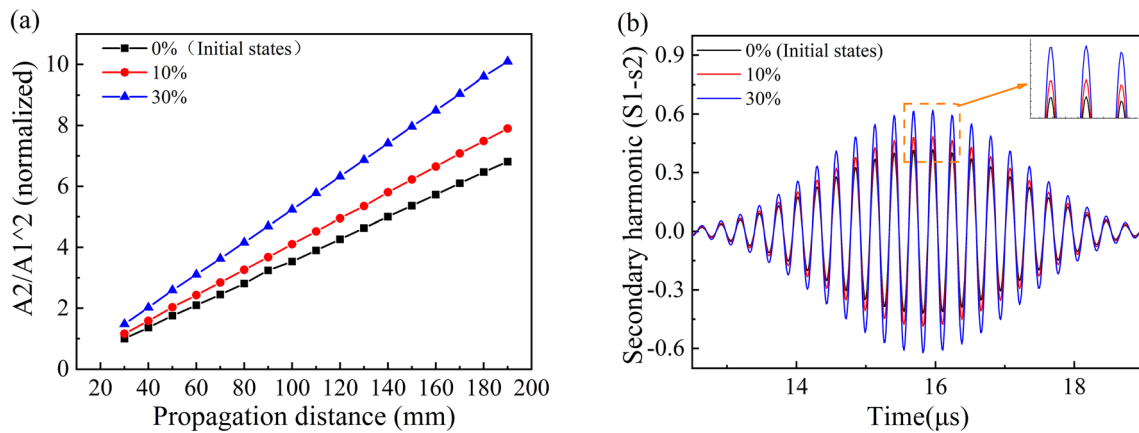 (a)
0%（Initial states）
10%
30%
10
8
6
4
2
0
A2/A1^2 (normalized)
20 40 60 80 100 120 140 160 180 200
Propagation distance (mm)
(b)
0% (Initial states)
10%
30%
0.9
0.6
0.3
0.0
-0.3
-0.6
Secondary harmonic (S1-s2)
14 16 18
Time(μs)